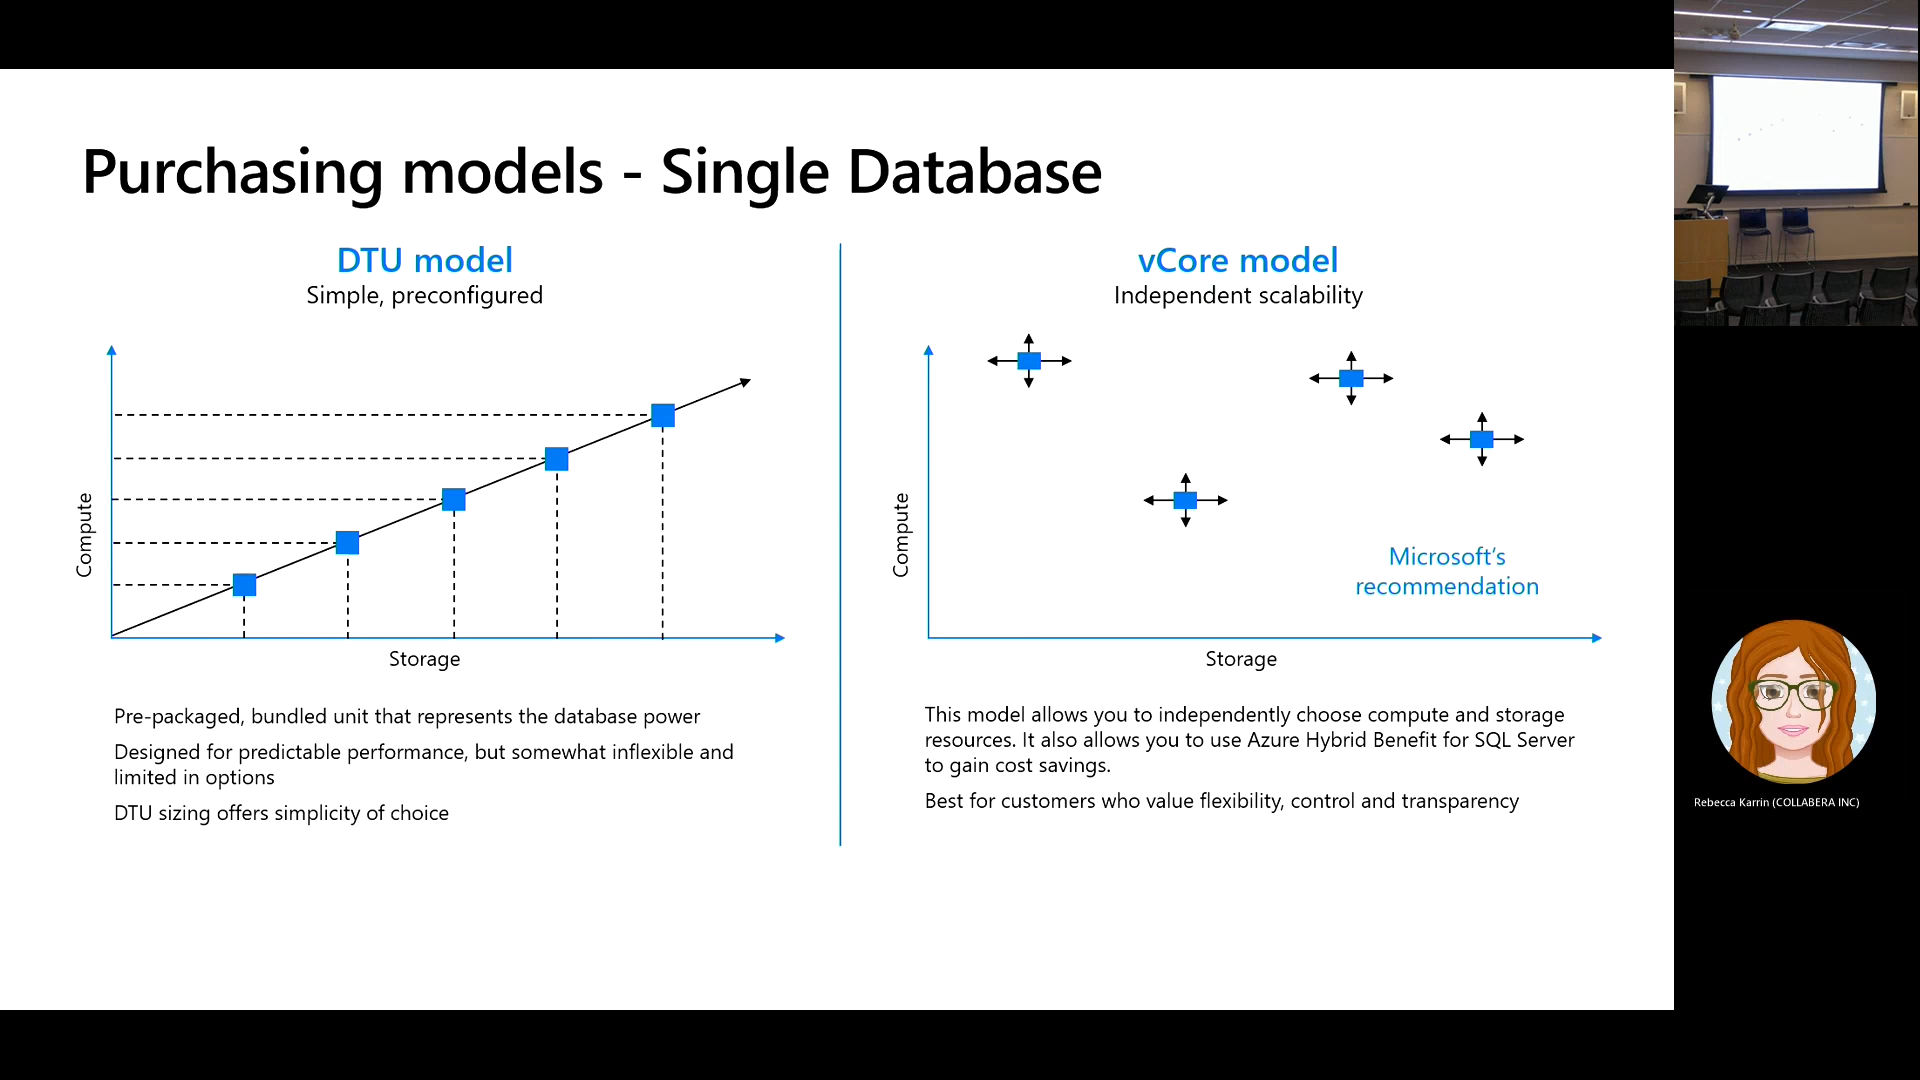 Purchasing models - Single Database
DTU model
Simple, preconfigured
Compute
Storage
Pre-packaged, bundled unit that represents the database power
Designed for predictable performance, but somewhat inflexible and
limited in options
DTU sizing offers simplicity of choice
vCore model
Independent scalability
Compute
Microsoft’s
recommendation
Storage
This model allows you to independently choose compute and storage
resources. It also allows you to use Azure Hybrid Benefit for SQL Server
to gain cost savings.
Best for customers who value flexibility, control and transparency
Rebecca Karrin (COLLABERA INC)